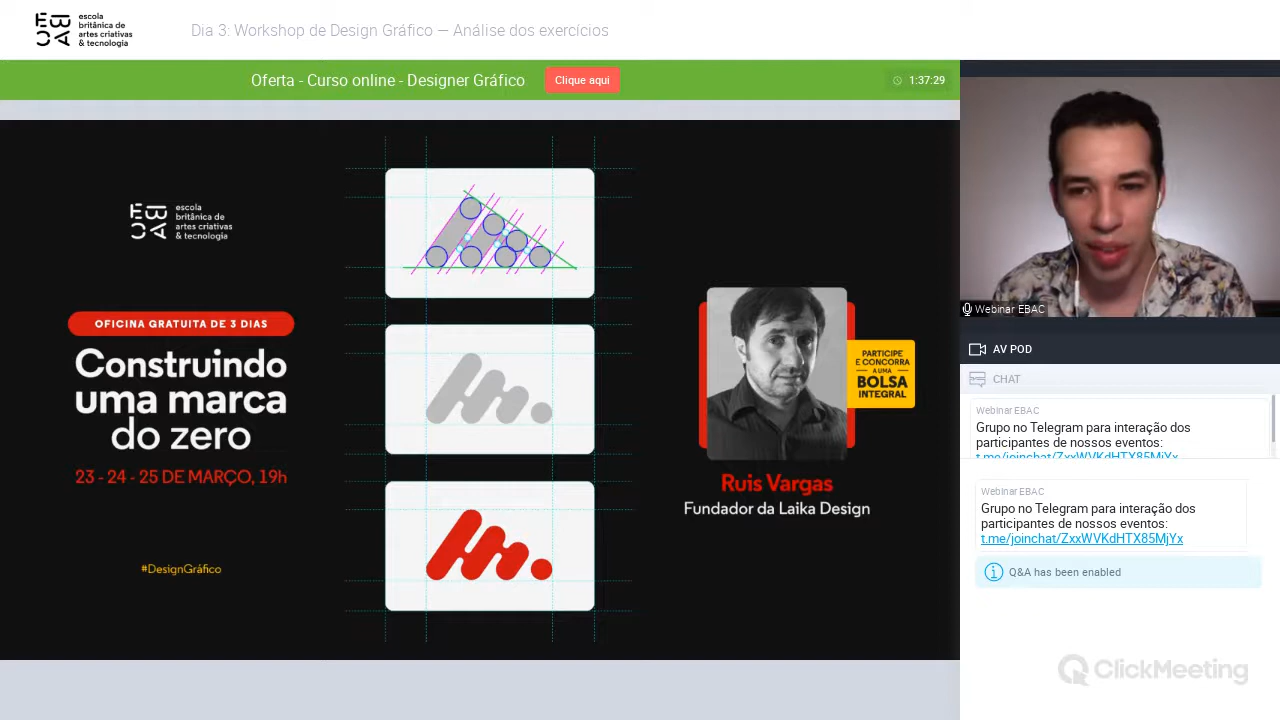 escola
britânica de
artes criativas
& tecnologia
Dia 3: Workshop de Design Gráfico — Análise dos exercícios
Oferta - Curso online - Designer Gráfico
Clique aqui
1:37:29
escola
britânica de
artes criativas
& tecnologia
OFICINA GRATUITA DE 3 DIAS
Construindo
uma marca
do zero
23 - 24 - 25 DE MARÇO, 19h
#DesignGráfico
PARTICIPE
E CONCORRA
A UMA
BOLSA
INTEGRAL
Ruis Vargas
Fundador da Laika Design
Webinar EBAC
AV POD
CHAT
Webinar EBAC
Grupo no Telegram para interação dos
participantes de nossos eventos:
t.me/joinchat/ZxxWVKdHTX85MjYx
Webinar EBAC
Grupo no Telegram para interação dos
participantes de nossos eventos:
t.me/joinchat/ZxxWVKdHTX85MjYx
Q&A has been enabled
ClickMeeting